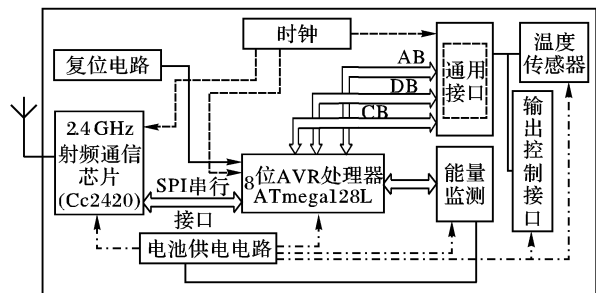 时钟
复位电路
AB
DB
CB
通用
接口
温度
传感器
2.4 GHz
射频通信
芯片
(Cc2420)
SPI串行
接口
8位AVR处理器
ATmega128L
能量
监测
输出控制接口
电池供电电路